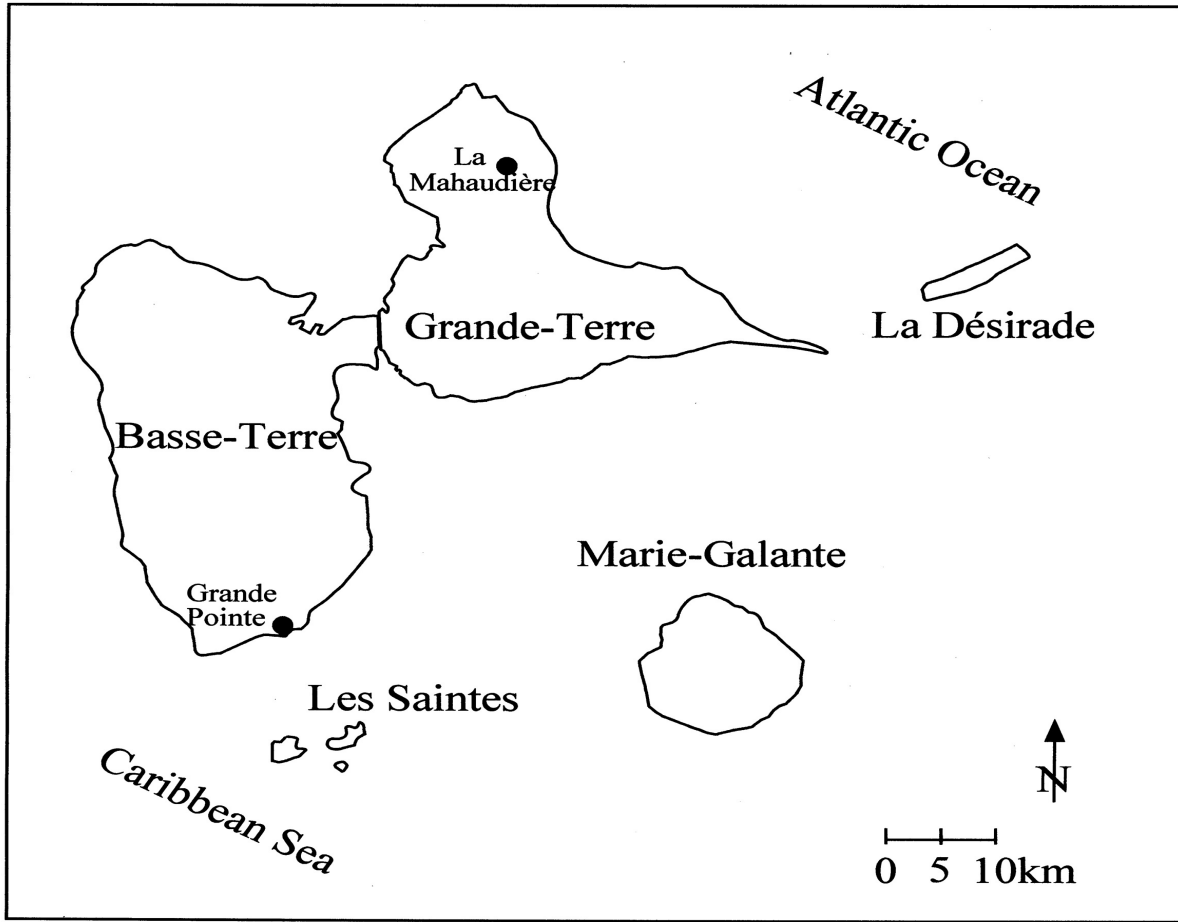 Atlantic Ocean
La
Mahaudière
La Désirade
Grande-Terre
Basse-Terre
Marie-Galante
Grande
Pointe
Les Saintes
Caribbean Sea
N
0 5 10km